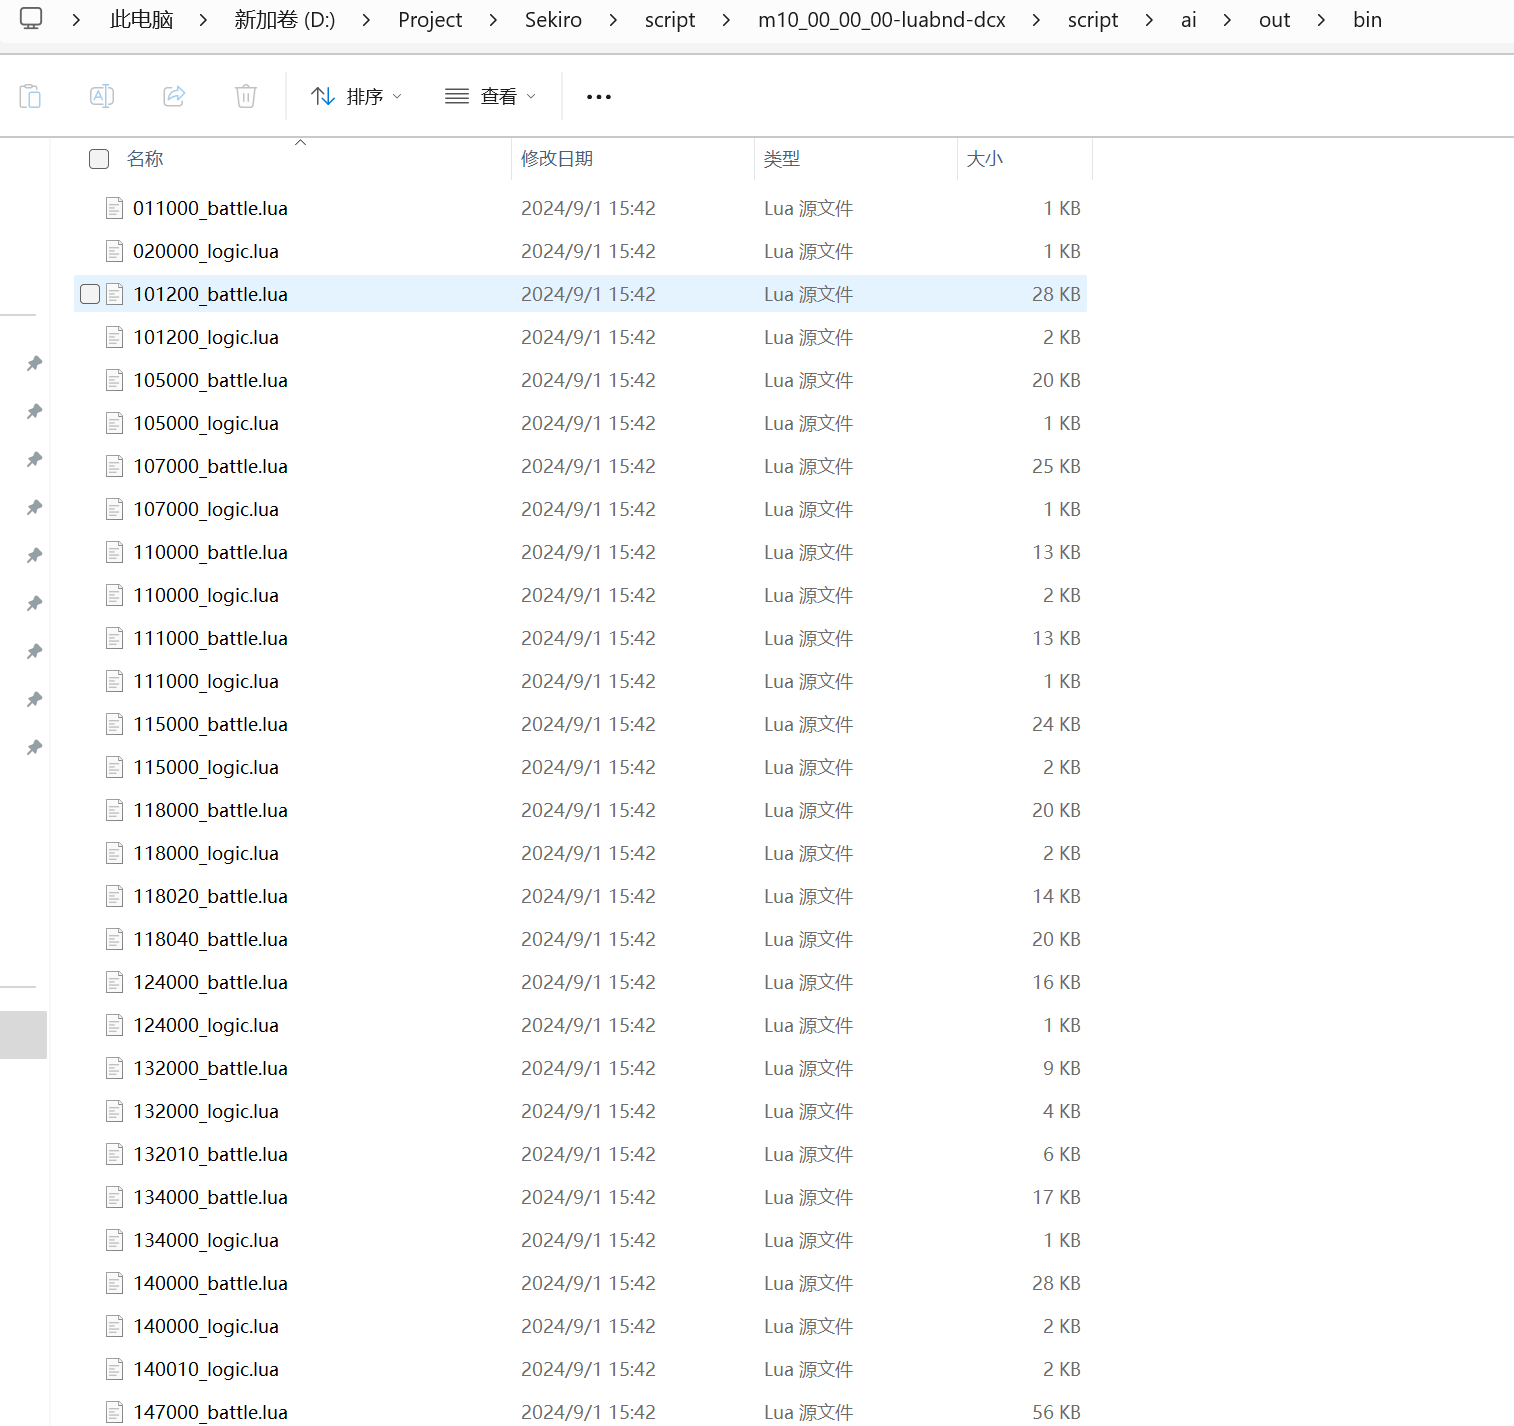 此电脑 > 新加卷 (D:) > Project > Sekiro > script > m10_00_00_00-luabnd-dcx > script > ai > out > bin
排序 查看
名称 修改日期 类型 大小
011000_battle.lua 2024/9/1 15:42 Lua 源文件 1 KB
020000_logic.lua 2024/9/1 15:42 Lua 源文件 1 KB
101200_battle.lua 2024/9/1 15:42 Lua 源文件 28 KB
101200_logic.lua 2024/9/1 15:42 Lua 源文件 2 KB
105000_battle.lua 2024/9/1 15:42 Lua 源文件 20 KB
105000_logic.lua 2024/9/1 15:42 Lua 源文件 1 KB
107000_battle.lua 2024/9/1 15:42 Lua 源文件 25 KB
107000_logic.lua 2024/9/1 15:42 Lua 源文件 1 KB
110000_battle.lua 2024/9/1 15:42 Lua 源文件 13 KB
110000_logic.lua 2024/9/1 15:42 Lua 源文件 2 KB
111000_battle.lua 2024/9/1 15:42 Lua 源文件 13 KB
111000_logic.lua 2024/9/1 15:42 Lua 源文件 1 KB
115000_battle.lua 2024/9/1 15:42 Lua 源文件 24 KB
115000_logic.lua 2024/9/1 15:42 Lua 源文件 2 KB
118000_battle.lua 2024/9/1 15:42 Lua 源文件 20 KB
118000_logic.lua 2024/9/1 15:42 Lua 源文件 2 KB
118020_battle.lua 2024/9/1 15:42 Lua 源文件 14 KB
118040_battle.lua 2024/9/1 15:42 Lua 源文件 20 KB
124000_battle.lua 2024/9/1 15:42 Lua 源文件 16 KB
124000_logic.lua 2024/9/1 15:42 Lua 源文件 1 KB
132000_battle.lua 2024/9/1 15:42 Lua 源文件 9 KB
132000_logic.lua 2024/9/1 15:42 Lua 源文件 4 KB
132010_battle.lua 2024/9/1 15:42 Lua 源文件 6 KB
134000_battle.lua 2024/9/1 15:42 Lua 源文件 17 KB
134000_logic.lua 2024/9/1 15:42 Lua 源文件 1 KB
140000_battle.lua 2024/9/1 15:42 Lua 源文件 28 KB
140000_logic.lua 2024/9/1 15:42 Lua 源文件 2 KB
140010_logic.lua 2024/9/1 15:42 Lua 源文件 2 KB
147000_battle.lua 2024/9/1 15:42 Lua 源文件 56 KB